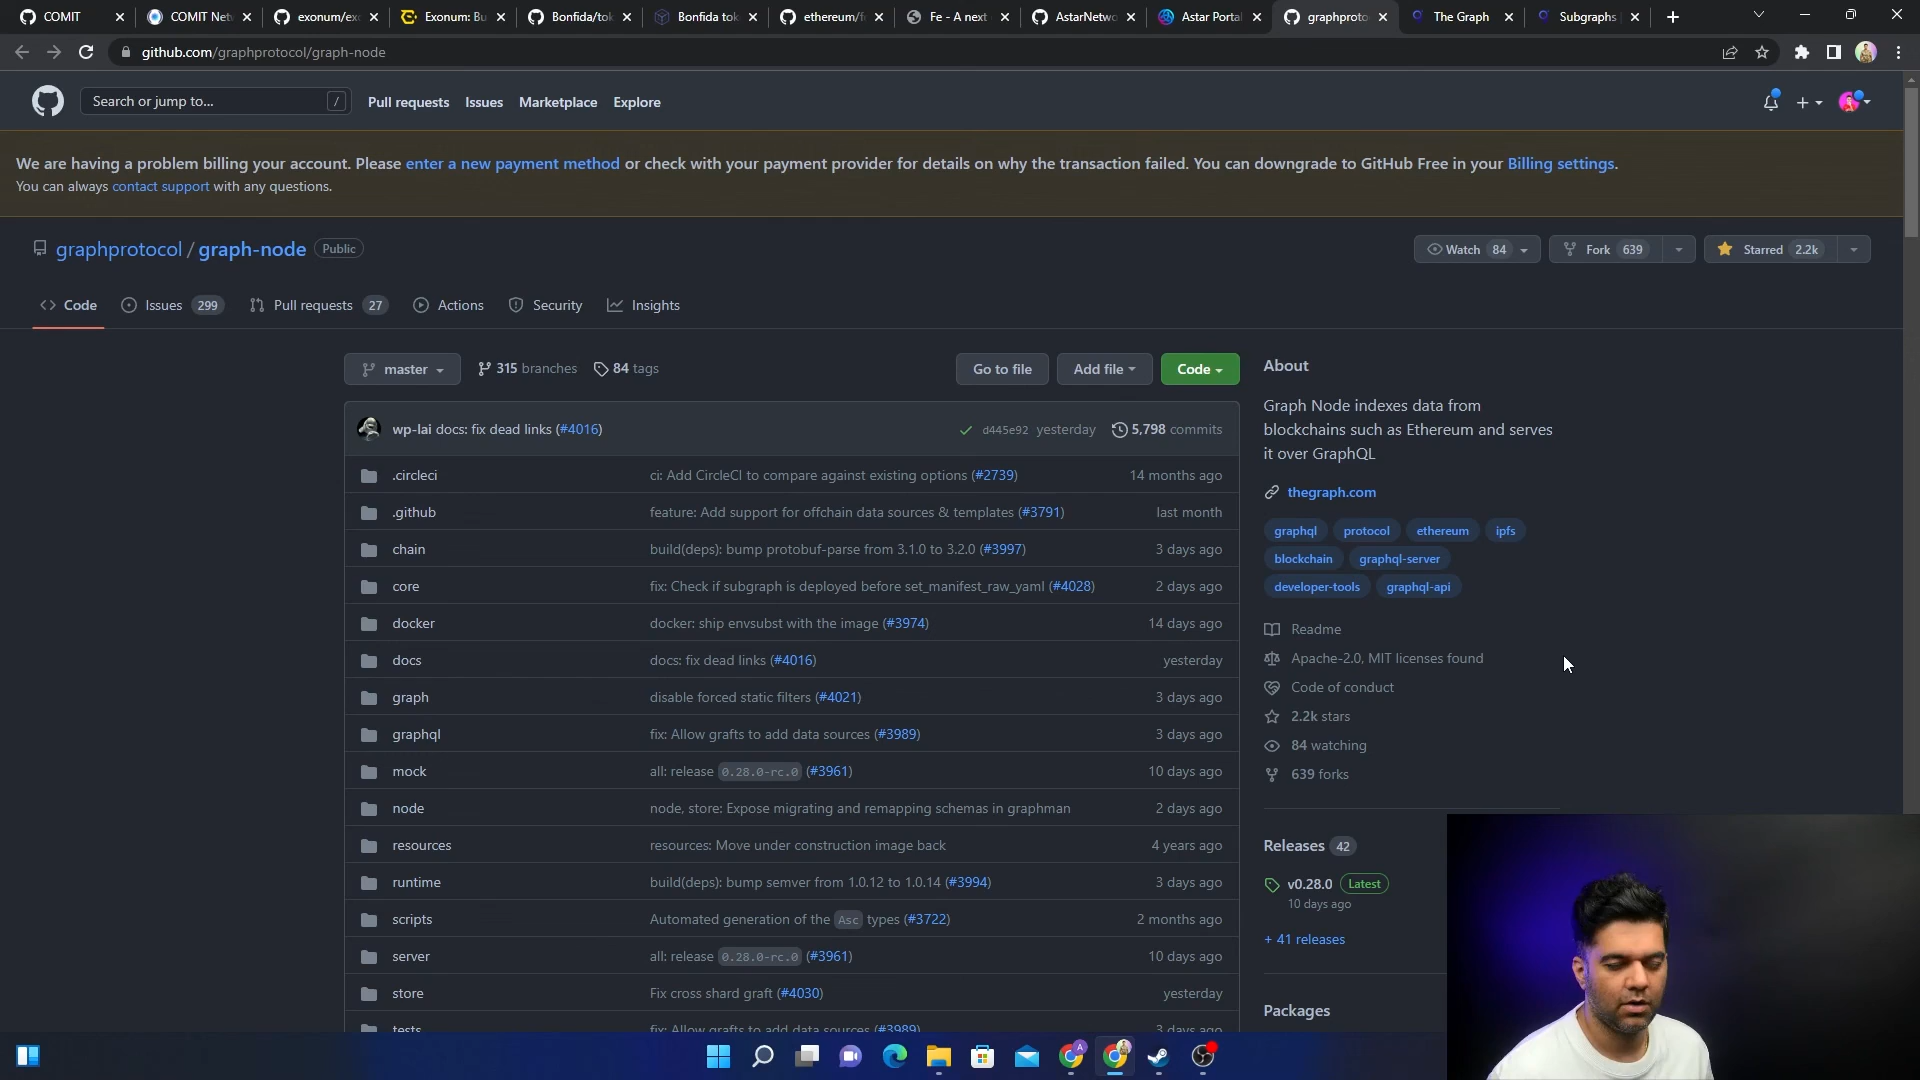 COMIT
COMIT Net
exonum/exo
Exonum: Bu
Bonfida/tok
Bonfida tok
ethereum/f
Fe - A next
AstarNetwo
Astar Portal
graphproto
The Graph
Subgraphs
github.com/graphprotocol/graph-node
Search or jump to... /
Pull requests Issues Marketplace Explore
We are having a problem billing your account. Please enter a new payment method or check with your payment provider for details on why the transaction failed. You can downgrade to GitHub Free in your Billing settings.
You can always contact support with any questions.
graphprotocol / graph-node Public
Watch 84
Fork 639
Starred 2.2k
Code
Issues 299
Pull requests 27
Actions
Security
Insights
master
315 branches
84 tags
Go to file
Add file
Code
wp-lai docs: fix dead links (#4016) d445e92 yesterday 5,798 commits
.circleci ci: Add CircleCI to compare against existing options (#2739) 14 months ago
.github feature: Add support for offchain data sources & templates (#3791) last month
chain build(deps): bump protobuf-parse from 3.1.0 to 3.2.0 (#3997) 3 days ago
core fix: Check if subgraph is deployed before set_manifest_raw_yaml (#4028) 2 days ago
docker docker: ship envsubst with the image (#3974) 14 days ago
docs docs: fix dead links (#4016) yesterday
graph disable forced static filters (#4021) 3 days ago
graphql fix: Allow grafts to add data sources (#3989) 3 days ago
mock all: release 0.28.0-rc.0 (#3961) 10 days ago
node node, store: Expose migrating and remapping schemas in graphman 2 days ago
resources resources: Move under construction image back 4 years ago
runtime build(deps): bump semver from 1.0.12 to 1.0.14 (#3994) 3 days ago
scripts Automated generation of the Asc types (#3722) 2 months ago
server all: release 0.28.0-rc.0 (#3961) 10 days ago
store Fix cross shard graft (#4030) yesterday
tests fix: Allow grafts to add data sources (#3989) 3 days ago
About
Graph Node indexes data from
blockchains such as Ethereum and serves
it over GraphQL
thegraph.com
graphql protocol ethereum ipfs
blockchain graphql-server
developer-tools graphql-api
Readme
Apache-2.0, MIT licenses found
Code of conduct
2.2k stars
84 watching
639 forks
Releases 42
v0.28.0 Latest
10 days ago
+ 41 releases
Packages